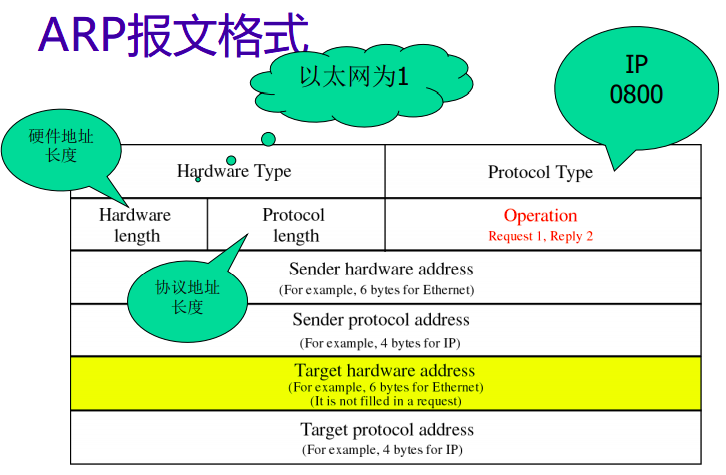 ARP报文格式
以太网为1
IP
0800
硬件地址
长度
Hardware Type
Protocol Type
Hardware
length
Protocol
length
Operation
Request 1, Reply 2
协议地址
长度
Sender hardware address
(For example, 6 bytes for Ethernet)
Sender protocol address
(For example, 4 bytes for IP)
Target hardware address
(For example, 6 bytes for Ethernet)
(It is not filled in a request)
Target protocol address
(For example, 4 bytes for IP)